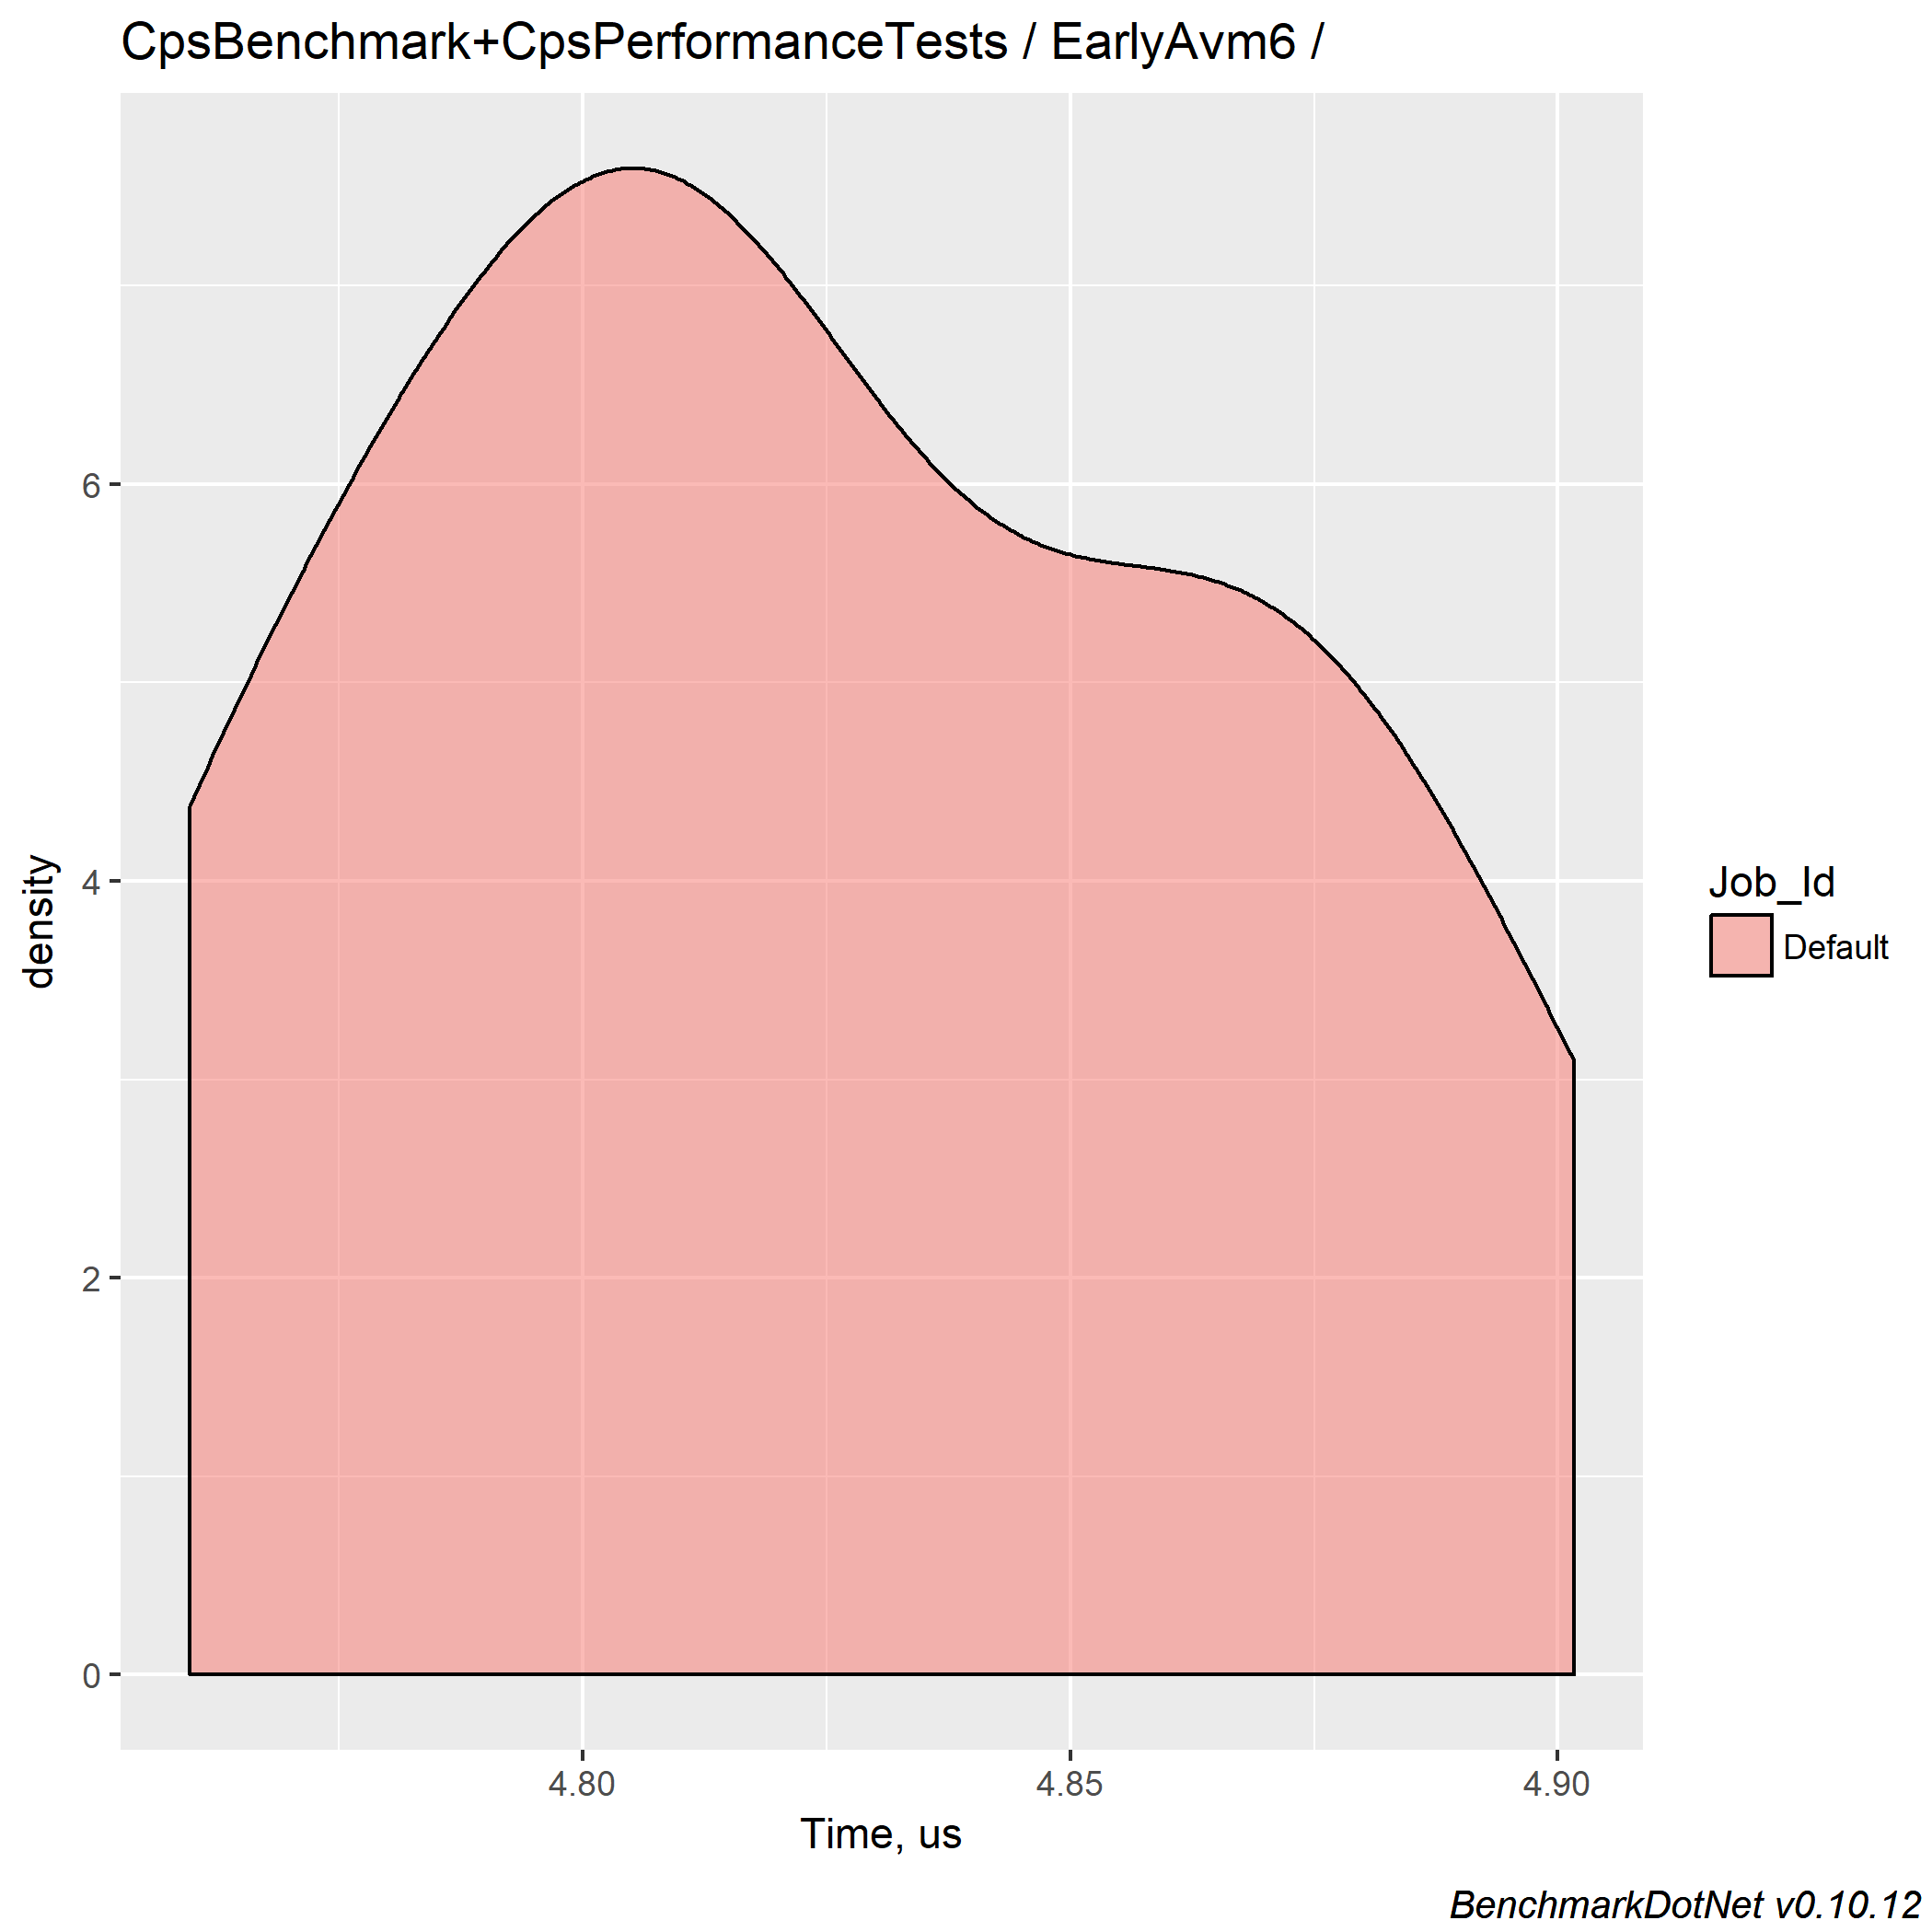 CpsBenchmark+CpsPerformanceTests / EarlyAvm6 /
density
6
4
2
0
4.80 4.85 4.90
Time, us
Job_Id
Default
BenchmarkDotNet v0.10.12